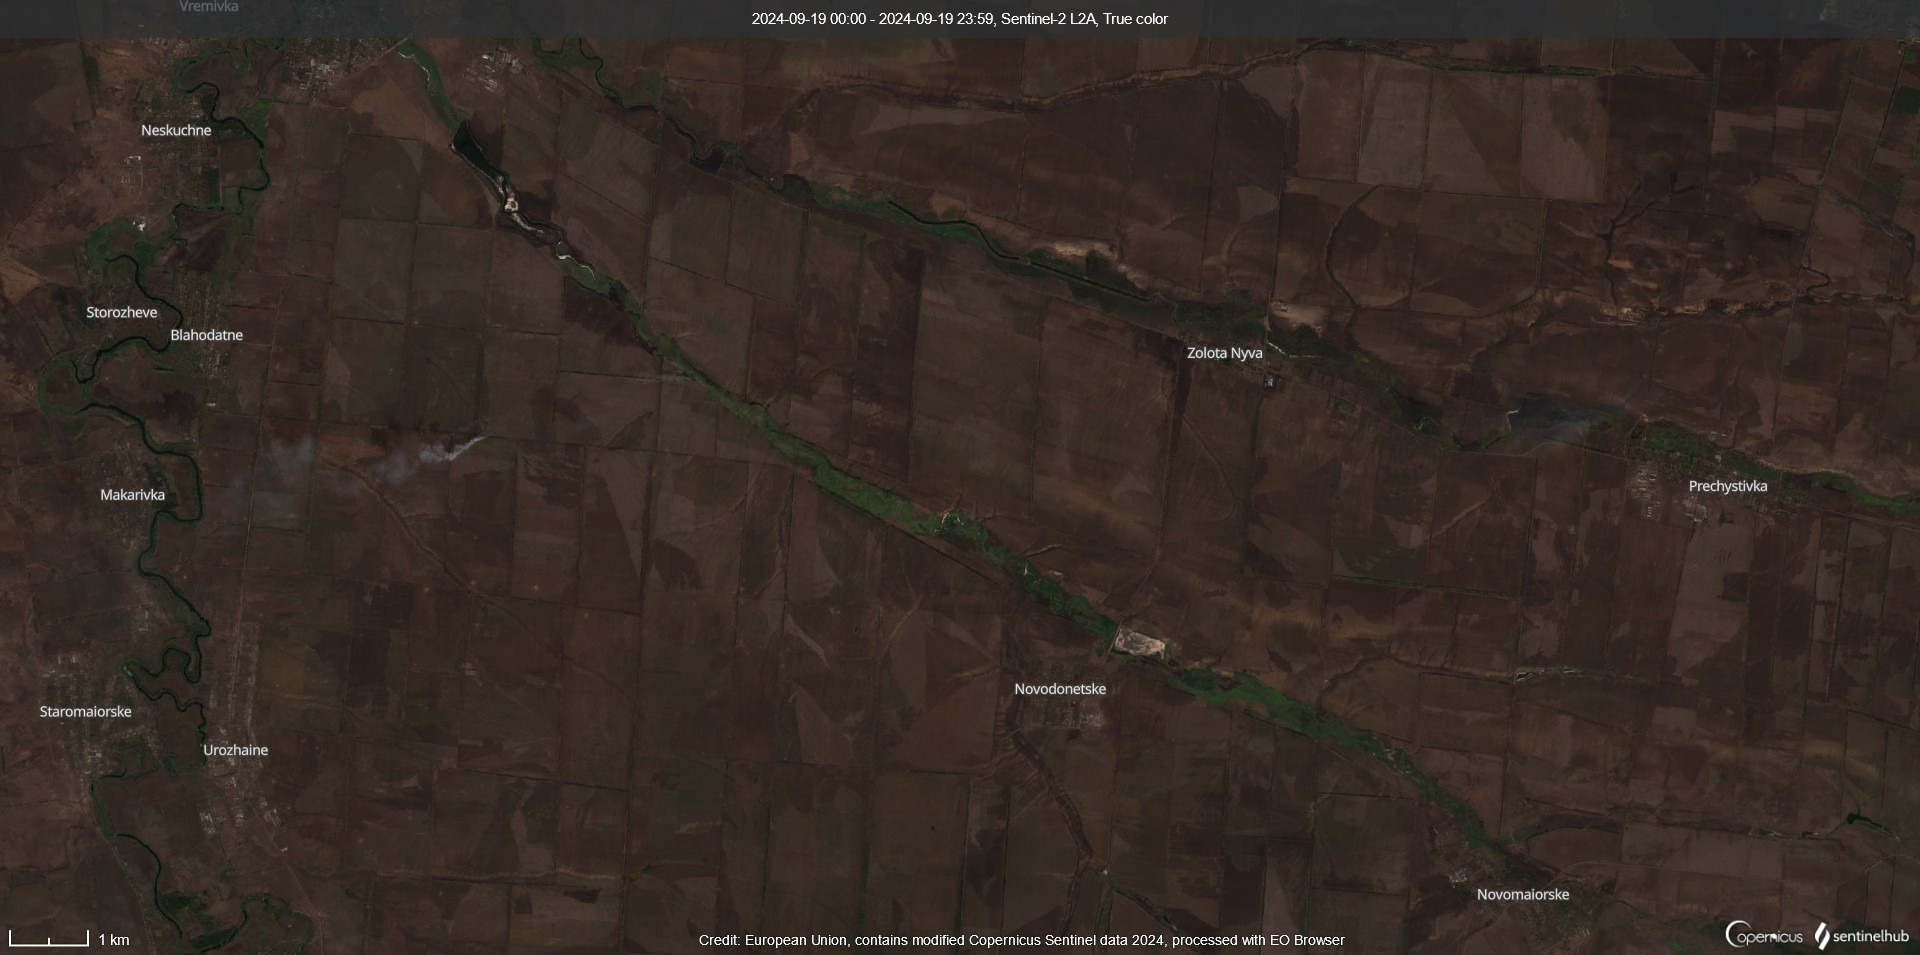 Vremivka
2024-09-19 00:00 - 2024-09-19 23:59, Sentinel-2 L2A, True color
Neskuchne
Storozheve
Blahodatne
Zolota Nyva
Makarivka
Prechystivka
Novodonetske
Staromaiorske
Urozhaine
Novomaiorske
1 km
Credit: European Union, contains modified Copernicus Sentinel data 2024, processed with EO Browser
Copernicus
sentinelhub